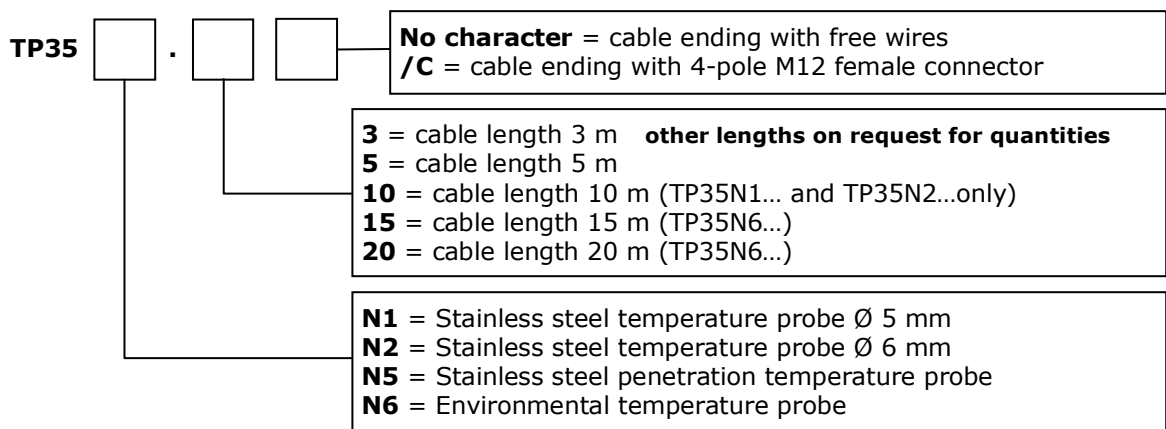 TP35 .
No character = cable ending with free wires
/C = cable ending with 4-pole M12 female connector
3 = cable length 3 m other lengths on request for quantities
5 = cable length 5 m
10 = cable length 10 m (TP35N1... and TP35N2...only)
15 = cable length 15 m (TP35N6...)
20 = cable length 20 m (TP35N6...)
N1 = Stainless steel temperature probe Ø 5 mm
N2 = Stainless steel temperature probe Ø 6 mm
N5 = Stainless steel penetration temperature probe
N6 = Environmental temperature probe